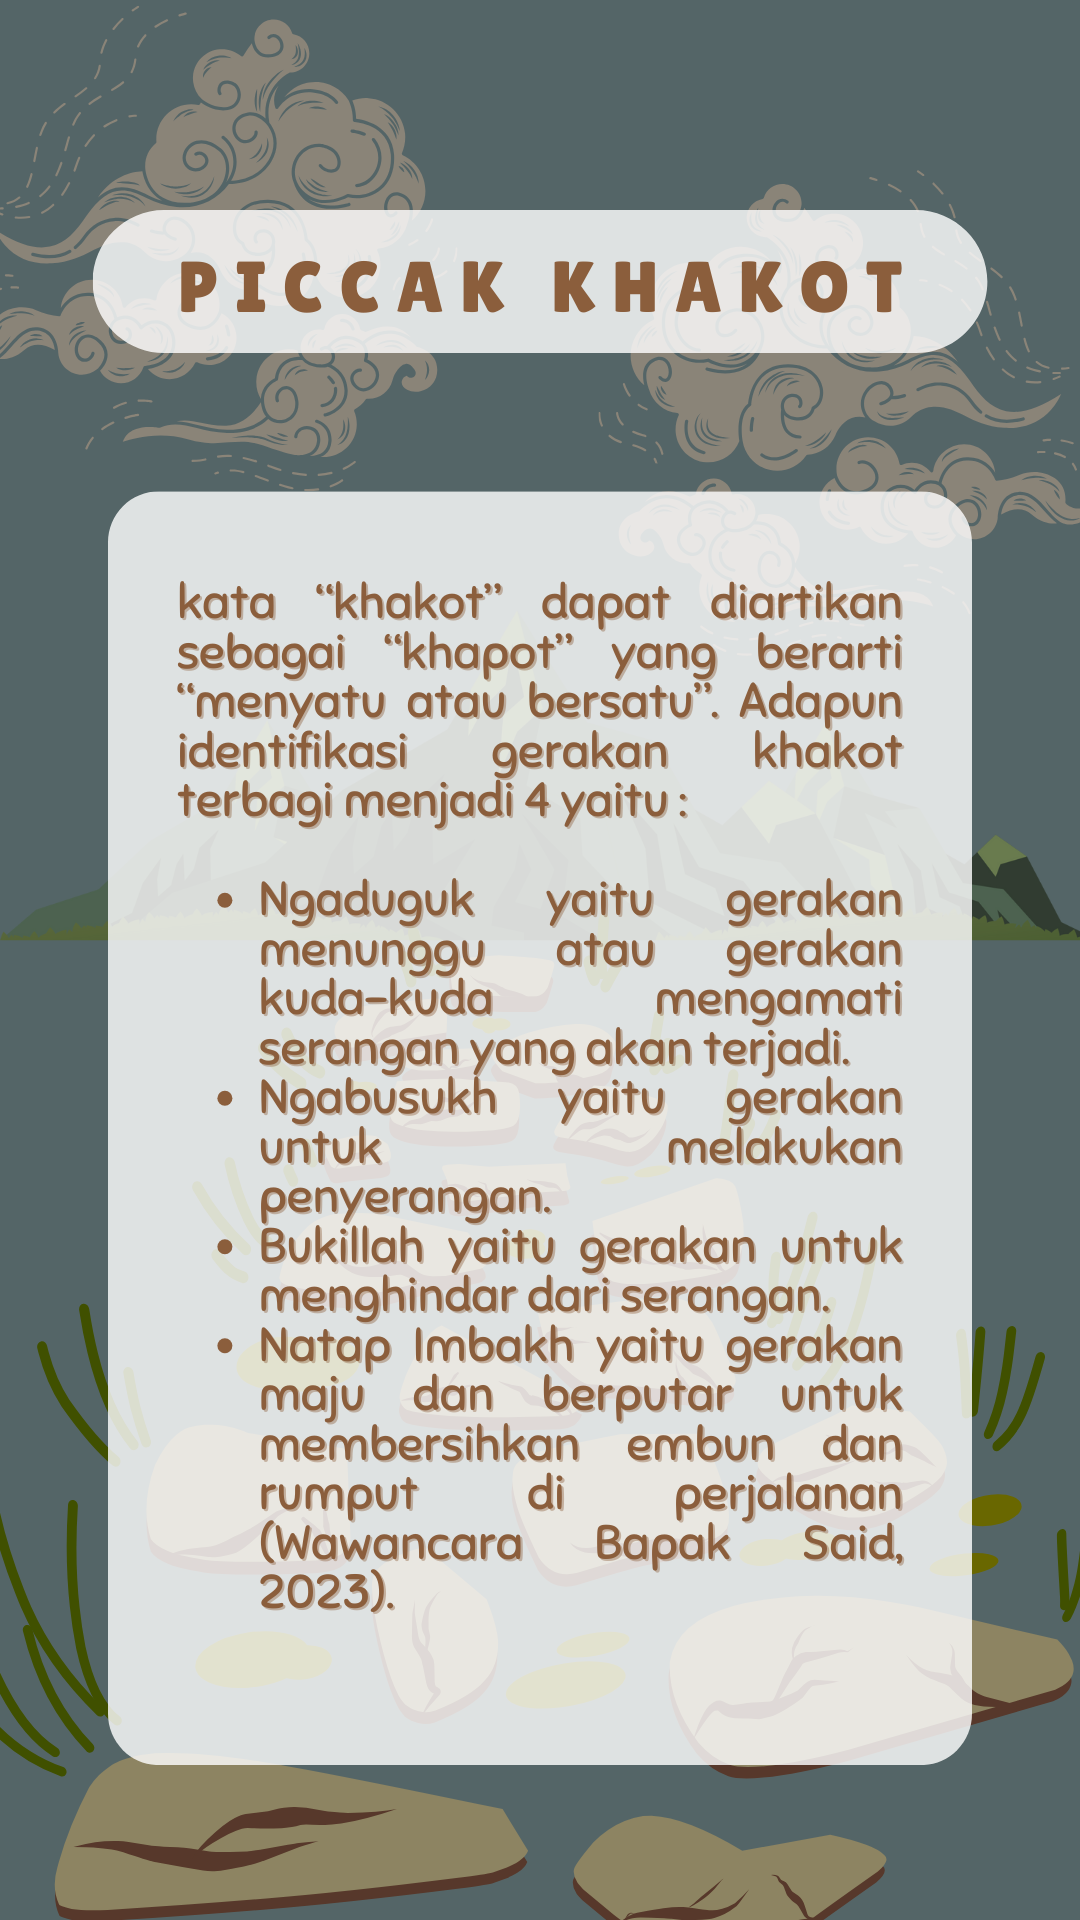 PICCAK KHAKOT
kata “khakot” dapat diartikan
sebagai “khapot” yang berarti
“menyatu atau bersatu”. Adapun
identifikasi gerakan khakot
terbagi menjadi 4 yaitu :
• Ngaduguk yaitu gerakan
menunggu atau gerakan
kuda-kuda mengamati
serangan yang akan terjadi.
• Ngabusukh yaitu gerakan
untuk melakukan
penyerangan.
• Bukillah yaitu gerakan untuk
menghindar dari serangan.
• Natap Imbakh yaitu gerakan
maju dan berputar untuk
membersihkan embun dan
rumput di perjalanan
(Wawancara Bapak Said,
2023).